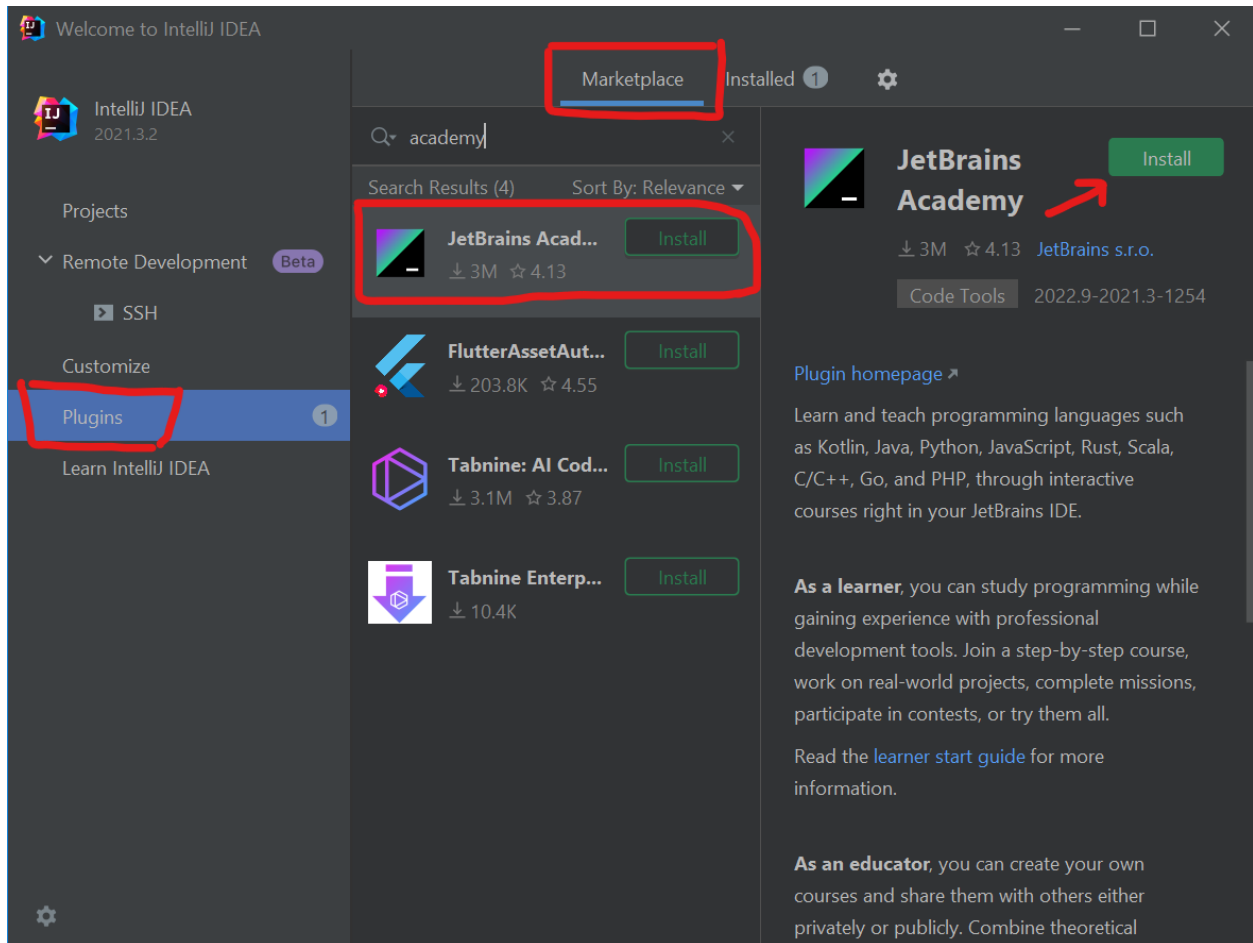 Welcome to IntelliJ IDEA
IntelliJ IDEA
2021.3.2
Projects
Remote Development Beta
SSH
Customize
Plugins 1
Learn IntelliJ IDEA
Marketplace Installed 1
academy
Search Results (4) Sort By: Relevance
JetBrains Acad... Install
3M 4.13
FlutterAssetAut... Install
203.8K 4.55
Tabnine: AI Cod... Install
3.1M 3.87
Tabnine Enterp... Install
10.4K
JetBrains
Academy
Install
3M 4.13 JetBrains s.r.o.
Code Tools 2022.9-2021.3-1254
Plugin homepage
Learn and teach programming languages such
as Kotlin, Java, Python, JavaScript, Rust, Scala,
C/C++, Go, and PHP, through interactive
courses right in your JetBrains IDE.
As a learner, you can study programming while
gaining experience with professional
development tools. Join a step-by-step course,
work on real-world projects, complete missions,
participate in contests, or try them all.
Read the learner start guide for more
information.
As an educator, you can create your own
courses and share them with others either
privately or publicly. Combine theoretical